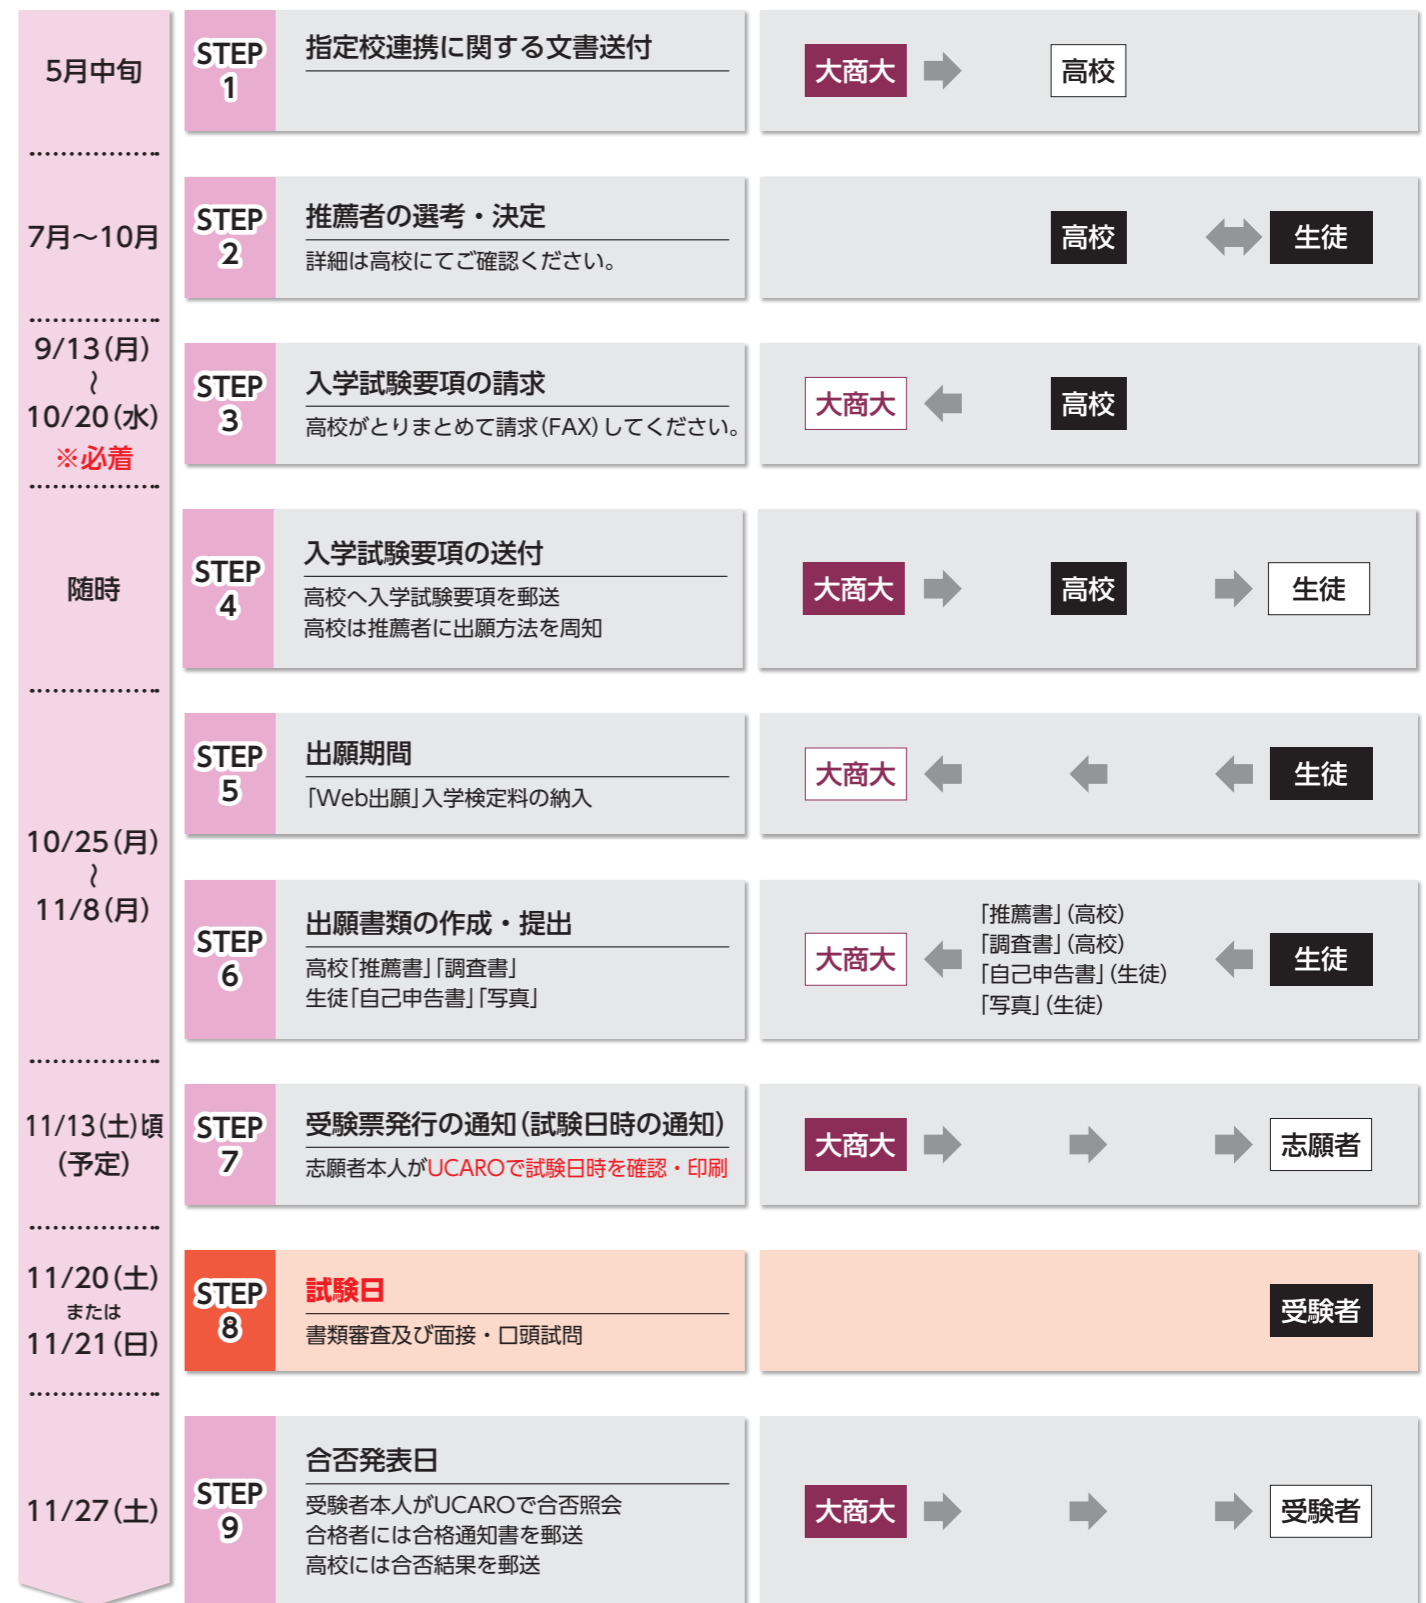 5月中旬
STEP
1
指定校連携に関する文書送付
大商大
高校
7月～10月
STEP
2
推薦者の選考・決定
詳細は高校にてご確認ください。
高校
生徒
9/13(月)
～
10/20(水)
※必着
STEP
3
入学試験要項の請求
高校がとりまとめて請求(FAX)してください。
大商大
高校
随時
STEP
4
入学試験要項の送付
高校へ入学試験要項を郵送
高校は推薦者に出願方法を周知
大商大
高校
生徒
10/25(月)
～
11/8(月)
STEP
5
出願期間
「Web出願」入学検定料の納入
大商大
生徒
STEP
6
出願書類の作成・提出
高校「推薦書」「調査書」
生徒「自己申告書」「写真」
大商大
「推薦書」(高校)
「調査書」(高校)
「自己申告書」(生徒)
「写真」(生徒)
生徒
11/13(土)頃
(予定)
STEP
7
受験票発行の通知(試験日時の通知)
志願者本人がUCAROで試験日時を確認・印刷
大商大
志願者
11/20(土)
または
11/21(日)
STEP
8
試験日
書類審査及び面接・口頭試問
受験者
11/27(土)
STEP
9
合否発表日
受験者本人がUCAROで合否照会
合格者には合格通知書を郵送
高校には合否結果を郵送
大商大
受験者